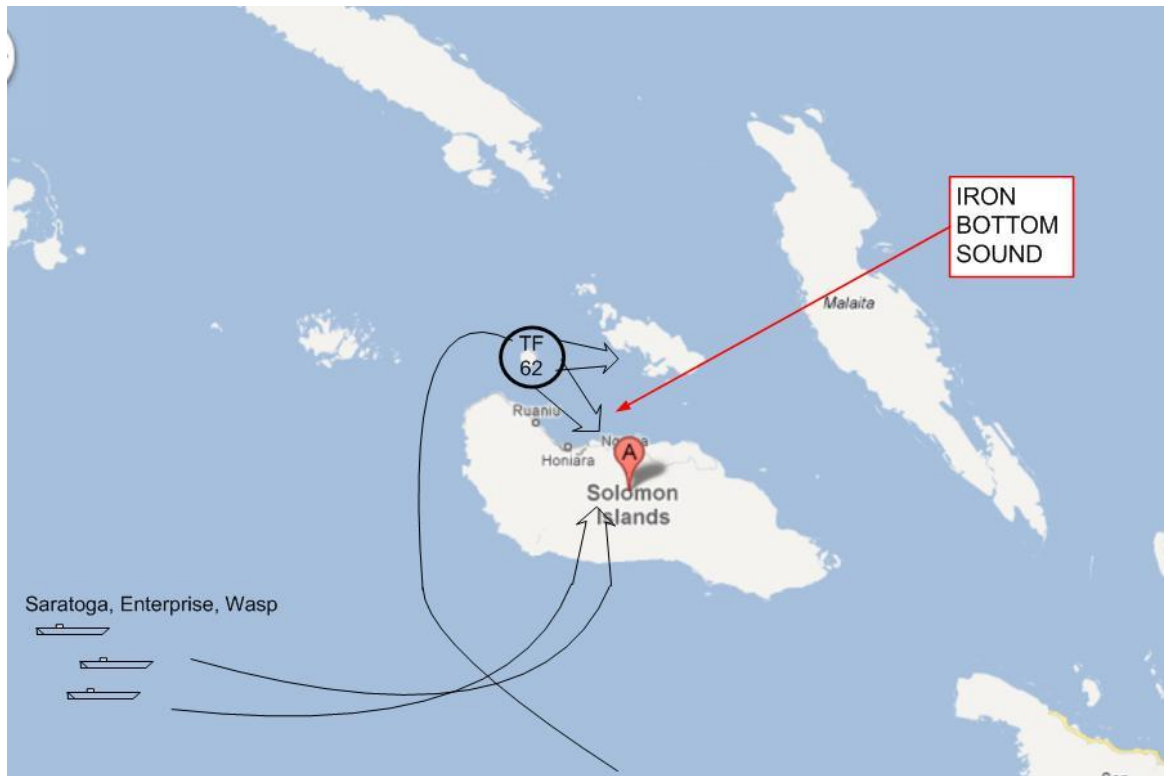 IRON
BOTTOM
SOUND
Malaita
TF
62
Ruaniu
Honiara
A
Solomon
Islands
Saratoga, Enterprise, Wasp